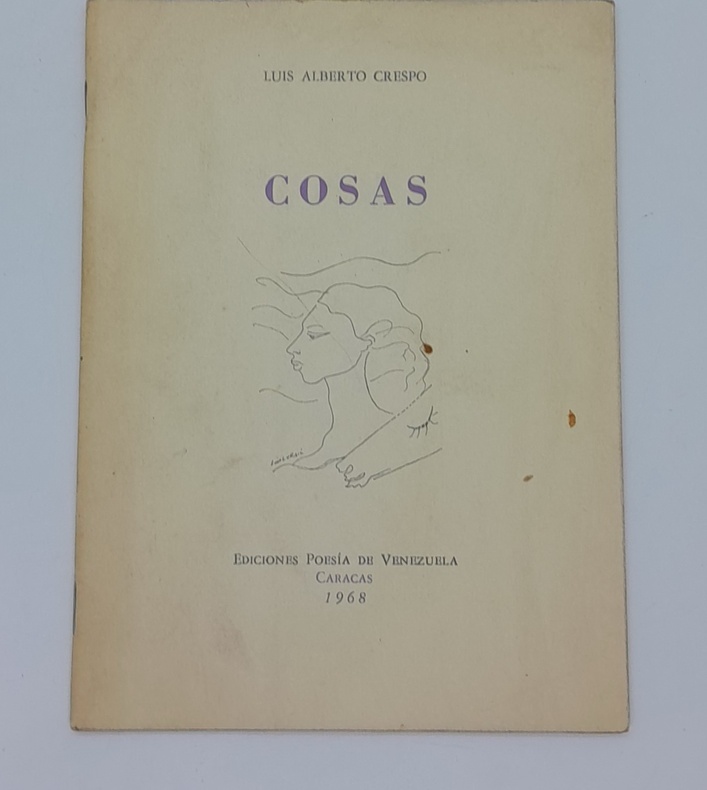 LUIS ALBERTO CRESPO
COSAS
EDICIONES POESÍA DE VENEZUELA
CARACAS
1968